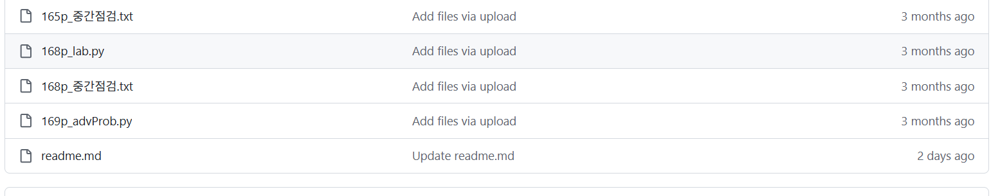 165p_중간점검.txt Add files via upload 3 months ago
168p_lab.py Add files via upload 3 months ago
168p_중간점검.txt Add files via upload 3 months ago
169p_advProb.py Add files via upload 3 months ago
readme.md Update readme.md 2 days ago